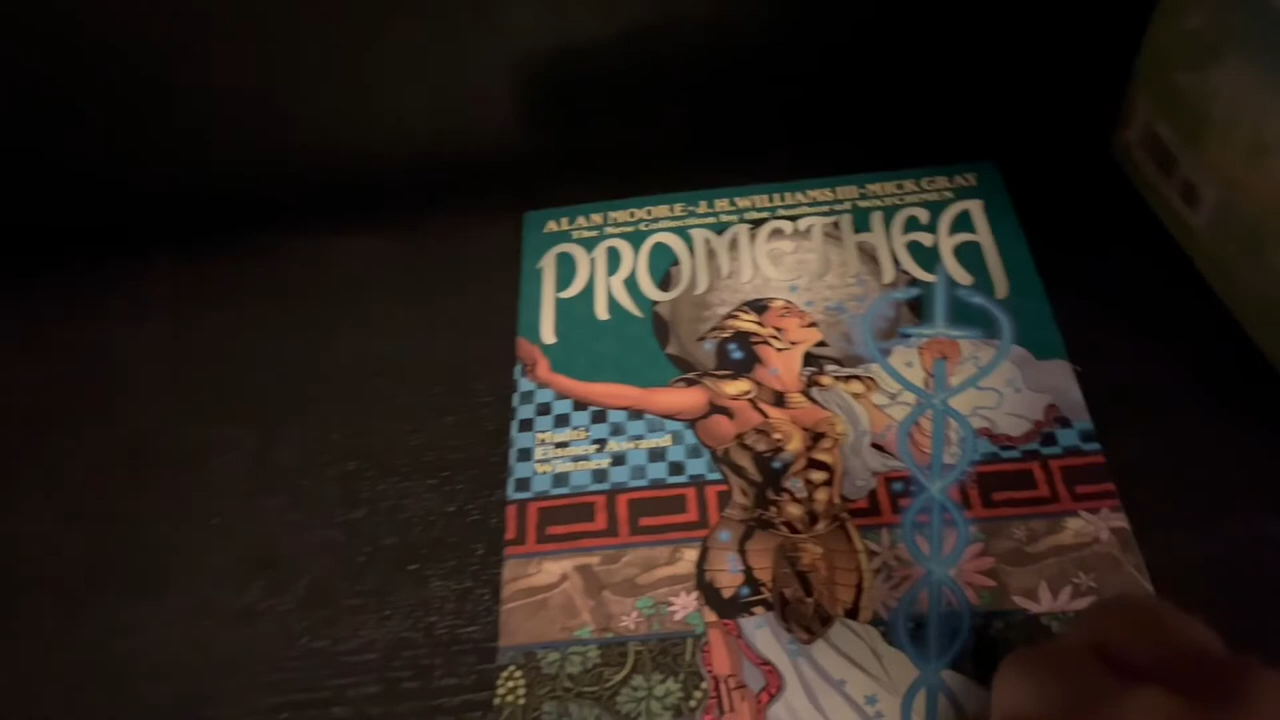 ALAN MOORE • J.H. WILLIAMS III • MICK GRAY
The New Collection by the Author of WATCHMEN
PROMETHEA
Multi-
Eisner Award
Winner